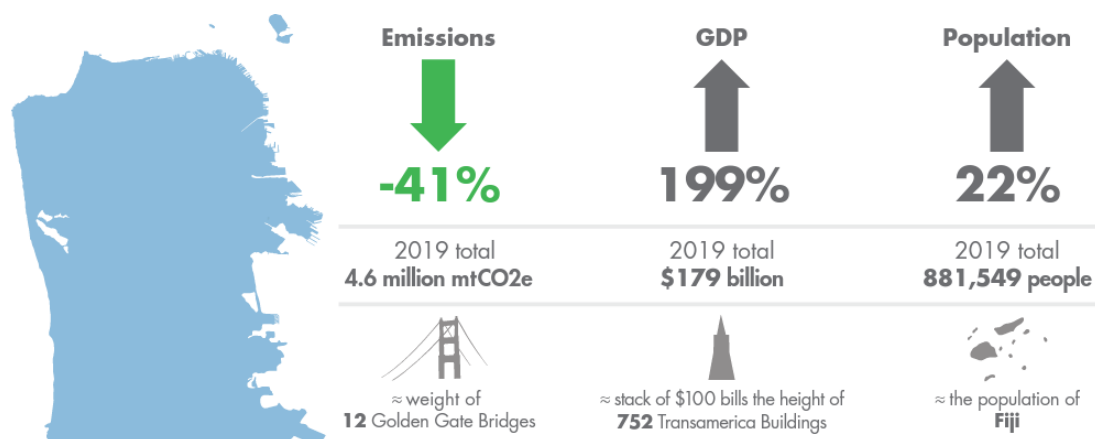 Emissions
-41%
2019 total
4.6 million mtCO2e
≈ weight of
12 Golden Gate Bridges
GDP
199%
2019 total
$179 billion
≈ stack of $100 bills the height of
752 Transamerica Buildings
Population
22%
2019 total
881,549 people
≈ the population of
Fiji